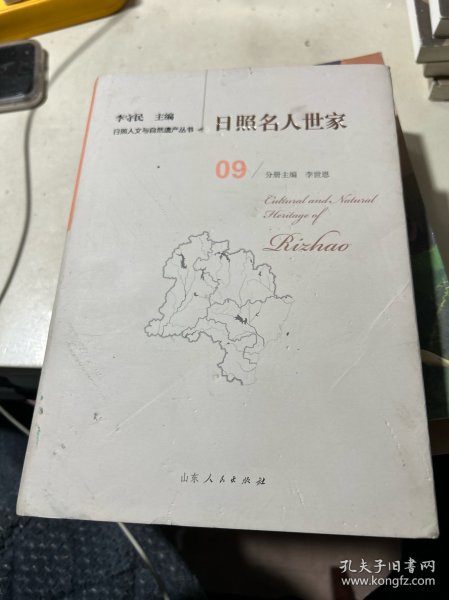 李守民 主编
日照人文与自然遗产丛书
日照名人世家
09/ 分册主编 李世恩
Cultural and Natural
Heritage of
Rizhao
山东人民出版社
孔夫子旧书网
www.kongfz.com